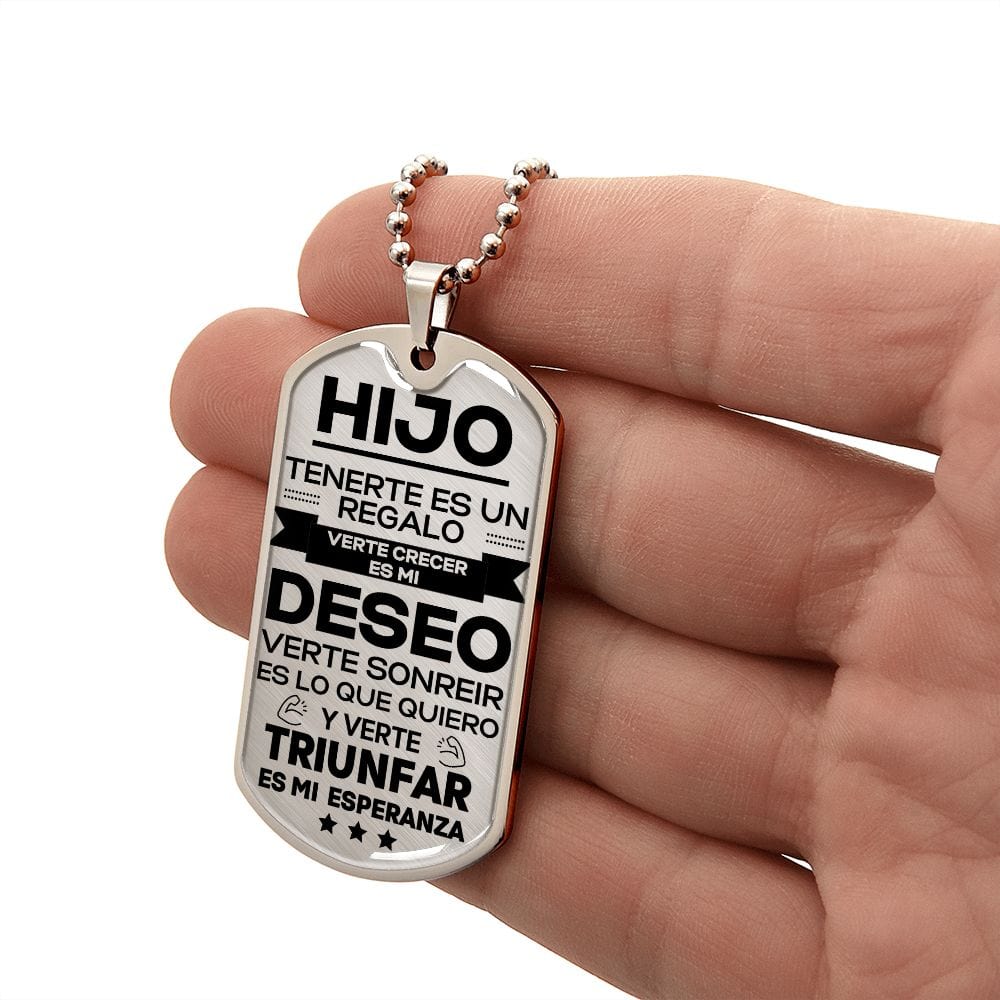 HIJO
TENERTE ES UN
REGALO
VERTE CRECER
ES MI
DESEO
VERTE SONREIR
ES LO QUE QUIERO
Y VERTE
TRIUNFAR
ES MI ESPERANZA